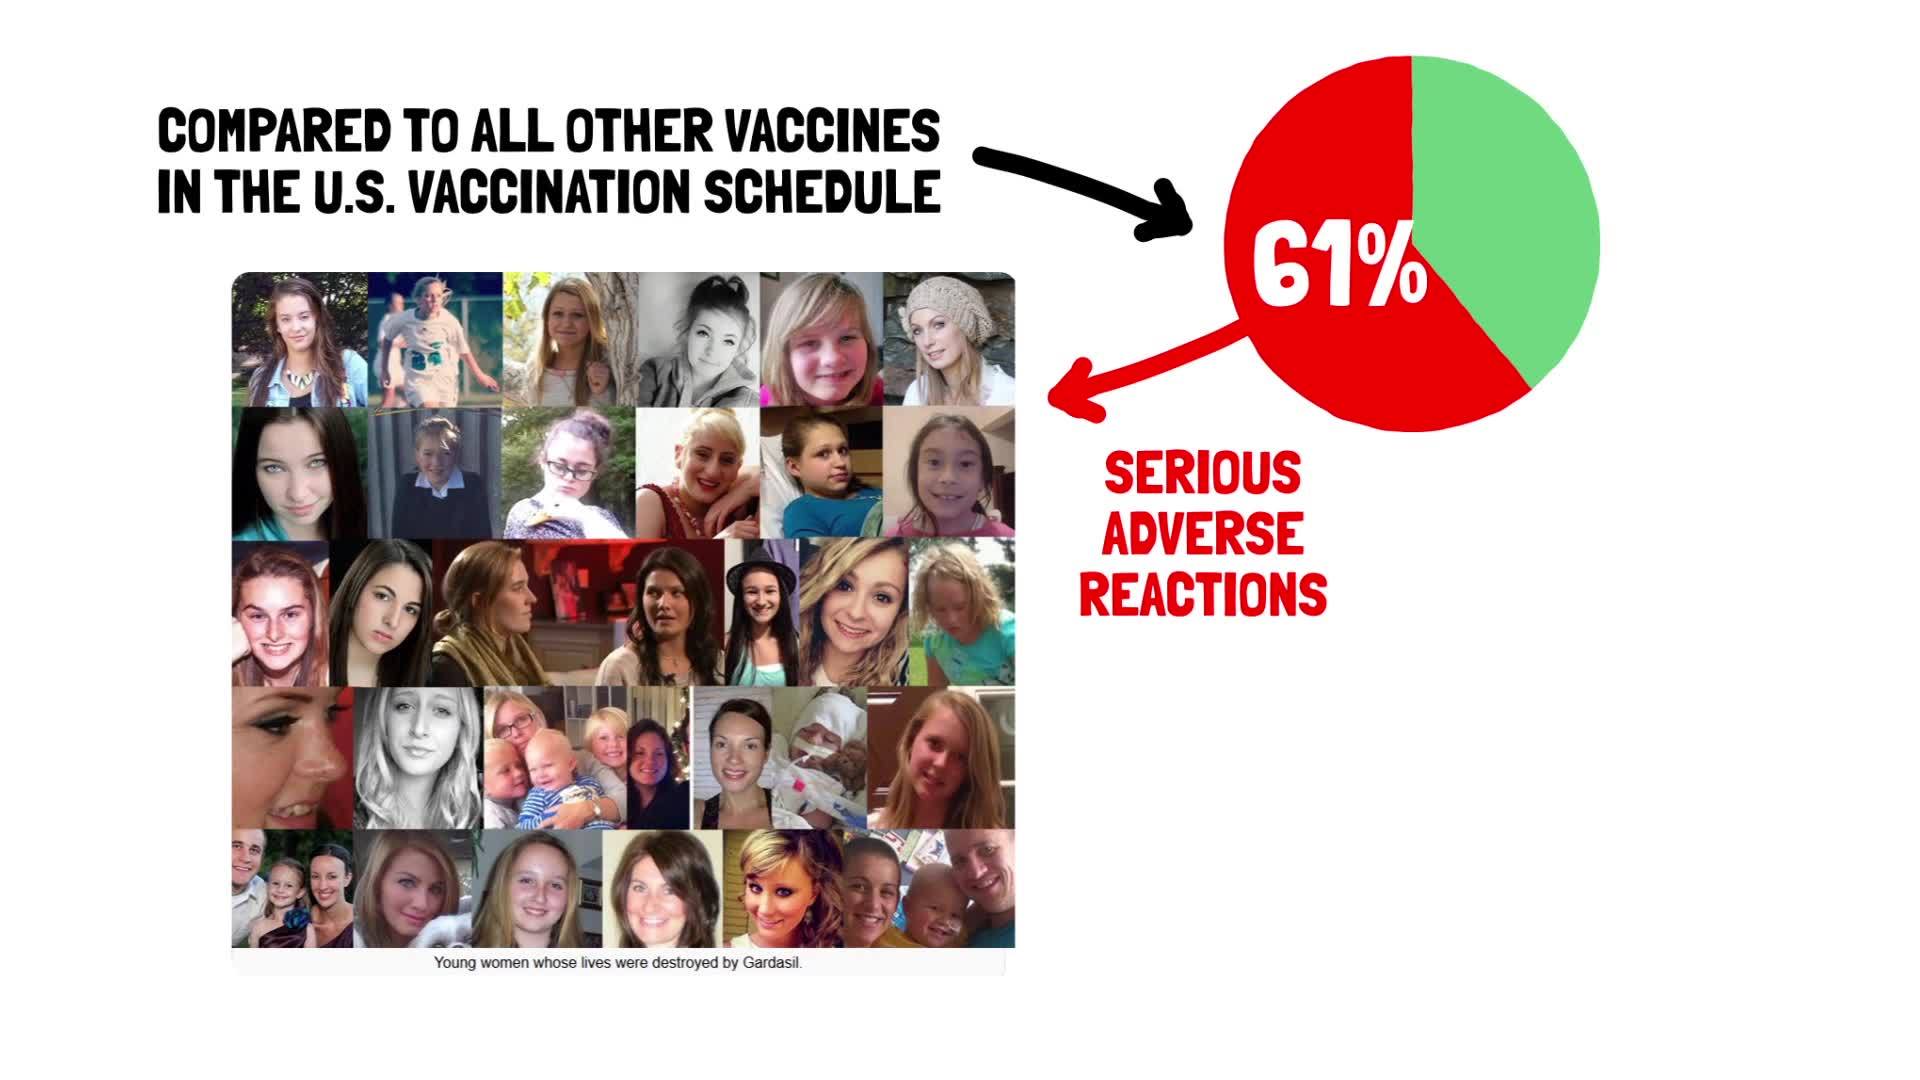 COMPARED TO ALL OTHER VACCINES
IN THE U.S. VACCINATION SCHEDULE
61%
SERIOUS
ADVERSE
REACTIONS
Young women whose lives were destroyed by Gardasil.